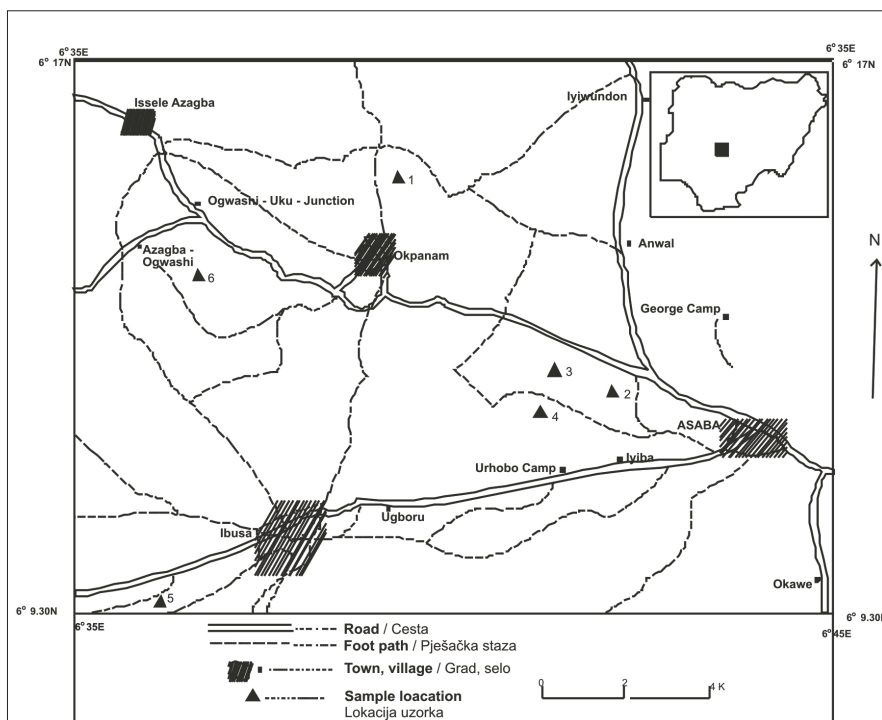 6° 35E
6° 35E
6° 17N
6° 17N
Issele Azagba
Iyiwundon
1
Ogwashi - Uku - Junction
N
Anwal
Azagba -
Ogwashi
Okpanam
6
George Camp
3
2
4
ASABA
Iyiba
Urhobo Camp
Ugboru
Ibusa
Okawe
5
6° 9.30N
6° 9.30N
6° 35E
6° 45E
Road / Cesta
Foot path / Pješačka staza
Town, village / Grad, selo
0 2 4 K
Sample loacation
Lokacija uzorka